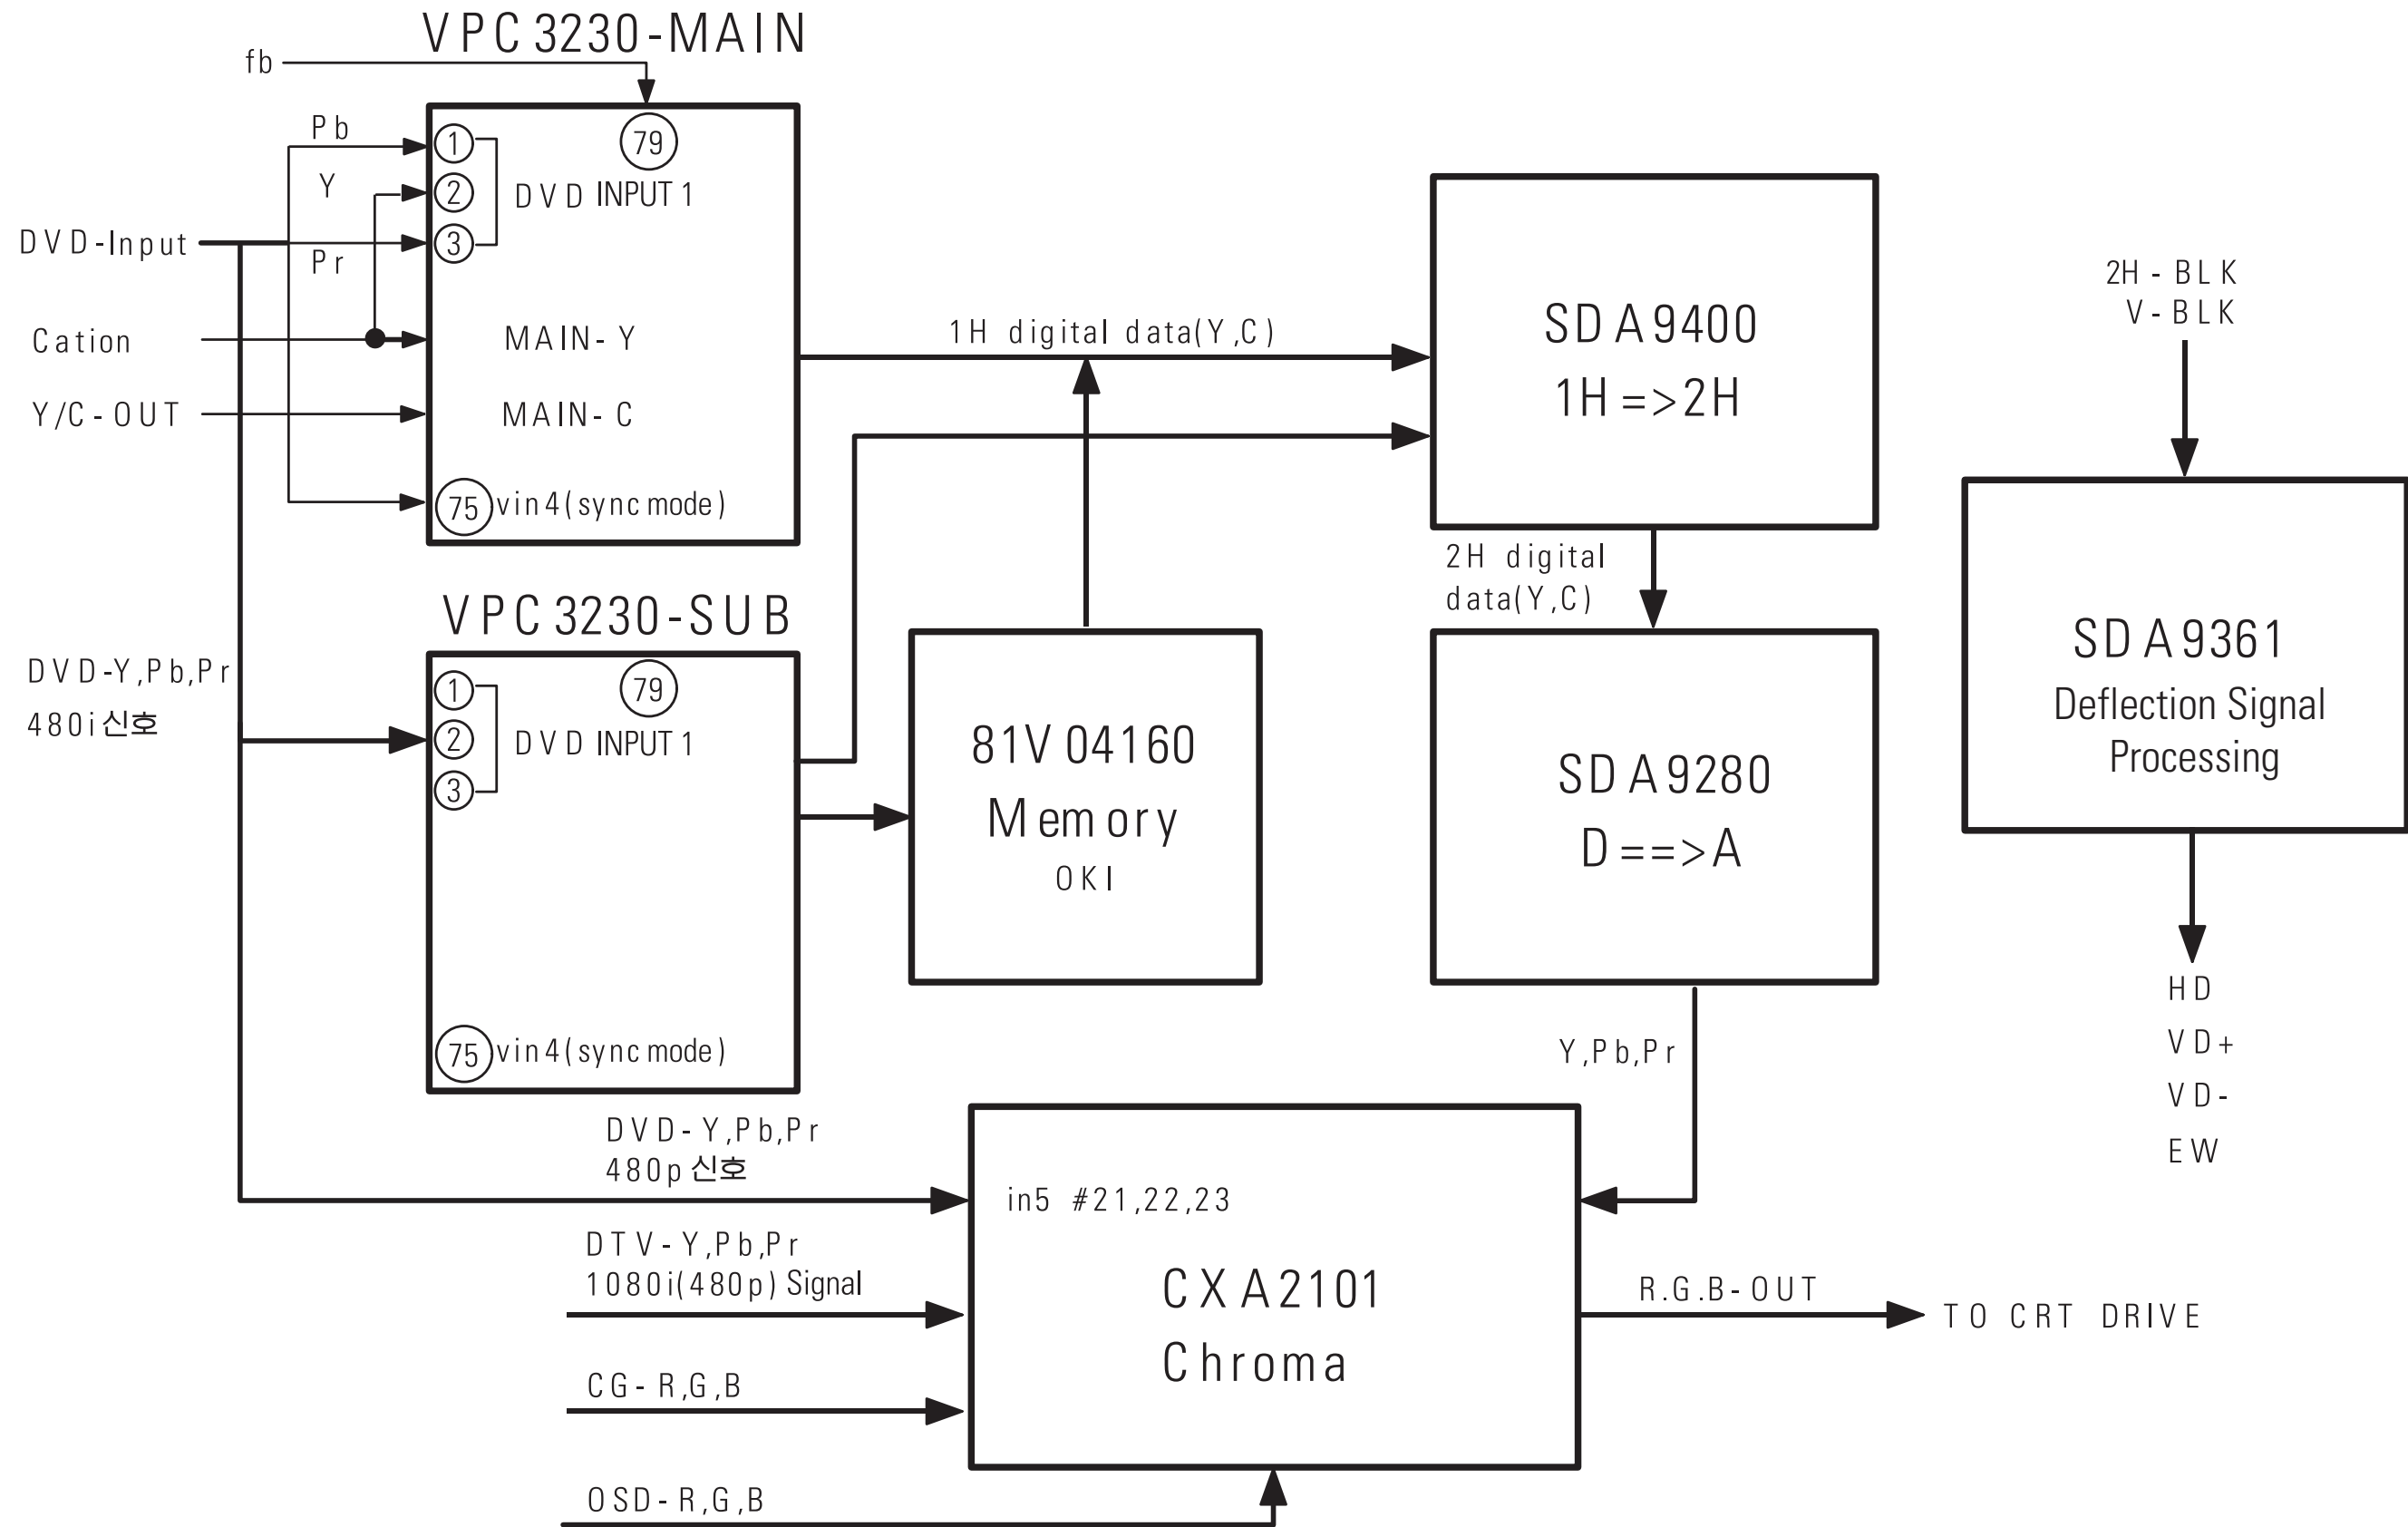 VPC3230-MAIN
fb
Pb
Y
DVD-Input
Pr
Cation
Y/C-OUT
1
2
3
79
DVD INPUT 1
MAIN-Y
MAIN-C
75 vin4(sync mode)
1H digital data(Y,C)
SDA9400
1H=>2H
2H digital
data(Y,C)
2H-BLK
V-BLK
SDA9361
Deflection Signal
Processing
HD
VD+
VD-
EW
VPC3230-SUB
DVD-Y,Pb,Pr
480i신호
1
2
3
79
DVD INPUT 1
75 vin4(sync mode)
81V04160
Memory
OKI
SDA9280
D==>A
Y,Pb,Pr
DVD-Y,Pb,Pr
480p 신호
in5 #21,22,23
DTV-Y,Pb,Pr
1080i(480p) Signal
CXA2101
Chroma
CG-R,G,B
OSD-R,G,B
R.G.B-OUT
TO CRT DRIVE